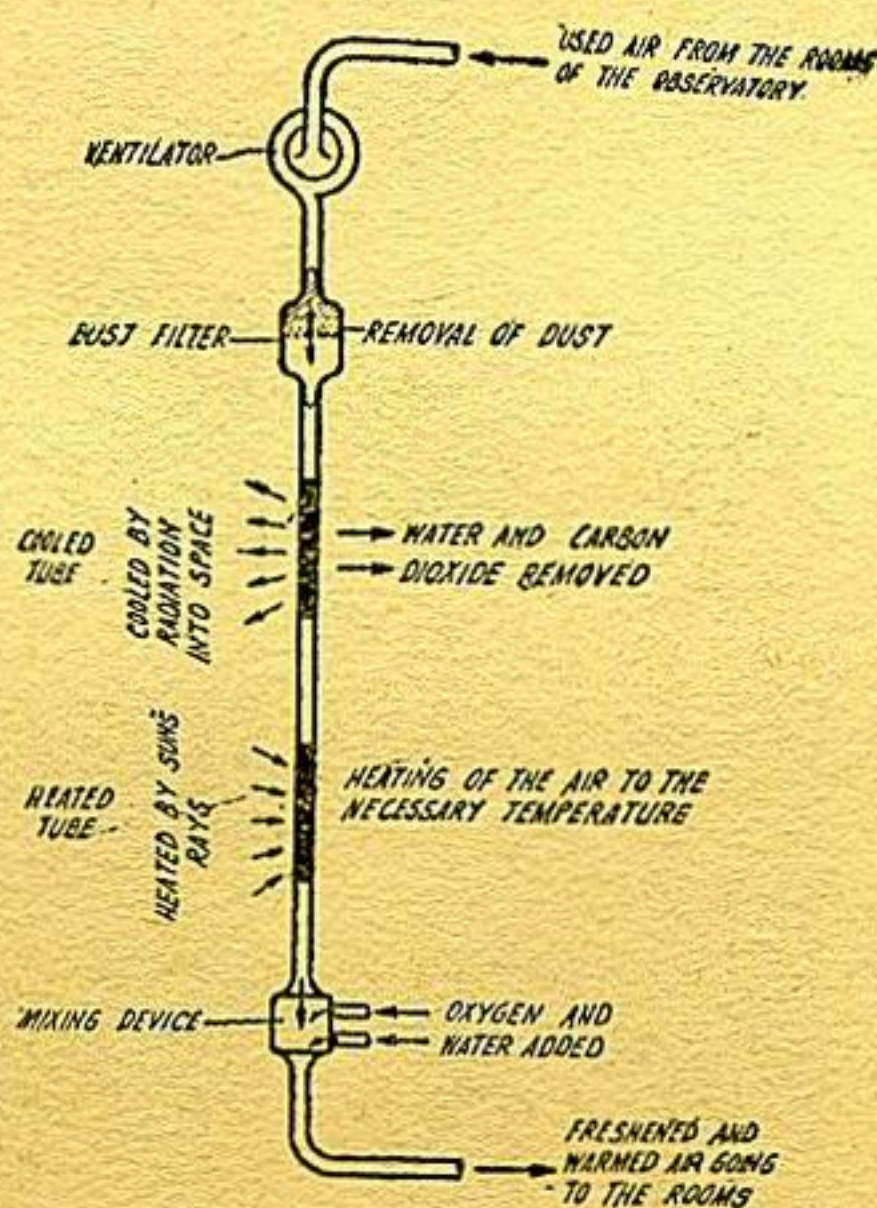 USED AIR FROM THE ROOMS
OF THE OBSERVATORY.
VENTILATOR
DUST FILTER
REMOVAL OF DUST
COOLED
TUBE
COOLED BY
RADIATION
INTO SPACE
WATER AND CARBON
DIOXIDE REMOVED
HEATED
TUBE
HEATED BY SUNS
RAYS
HEATING OF THE AIR TO THE
NECESSARY TEMPERATURE
MIXING DEVICE
OXYGEN AND
WATER ADDED
FRESHENED AND
WARMED AIR GOING
TO THE ROOMS